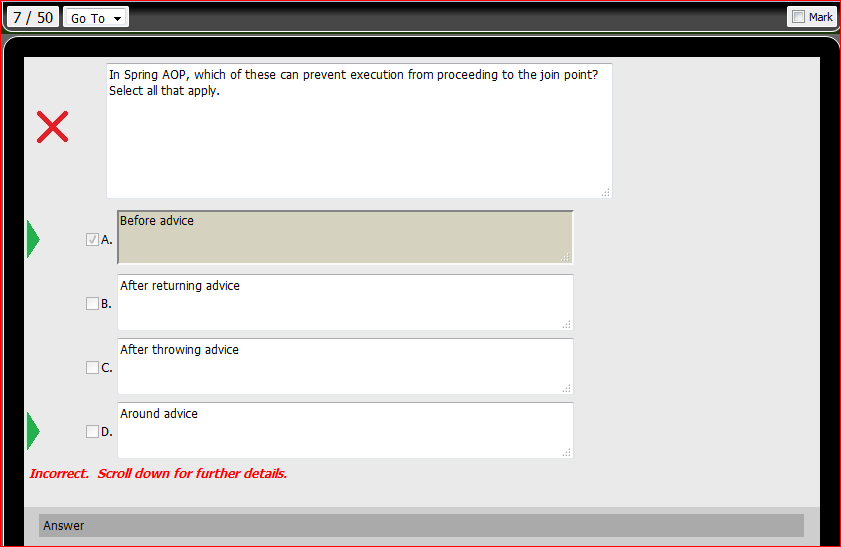 7 / 50 Go To Mark
In Spring AOP, which of these can prevent execution from proceeding to the join point?
Select all that apply.
A. Before advice
B. After returning advice
C. After throwing advice
D. Around advice
Incorrect. Scroll down for further details.
Answer